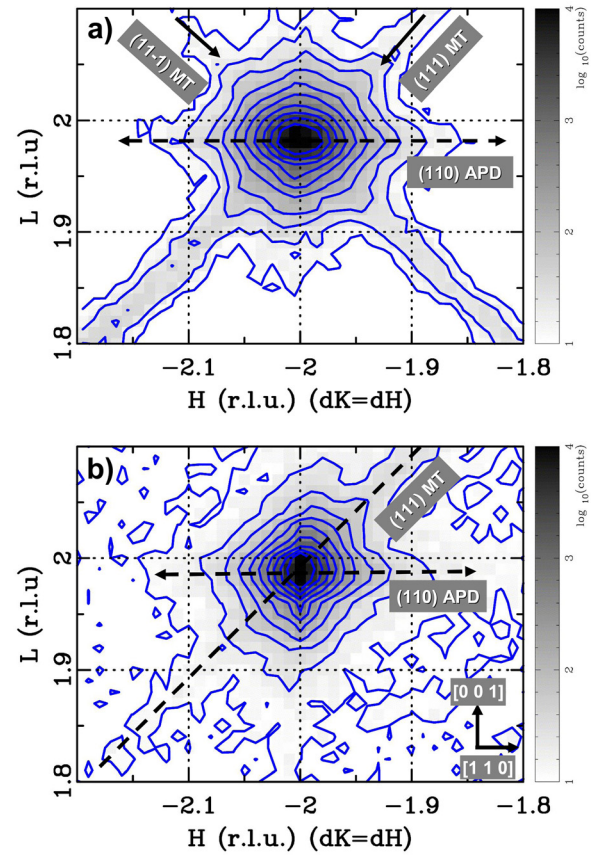 a)
(11-1) MT
(111) MT
(110) APD
L (r.l.u)
2
1.9
1.8
−2.1
−2
−1.9
−1.8
H (r.l.u.) (dK=dH)
log 10(counts)
4
3
2
1
b)
(111) MT
(110) APD
[0 0 1]
[1 1 0]
L (r.l.u)
2
1.9
1.8
−2.1
−2
−1.9
−1.8
H (r.l.u.) (dK=dH)
log 10(counts)
4
3
2
1